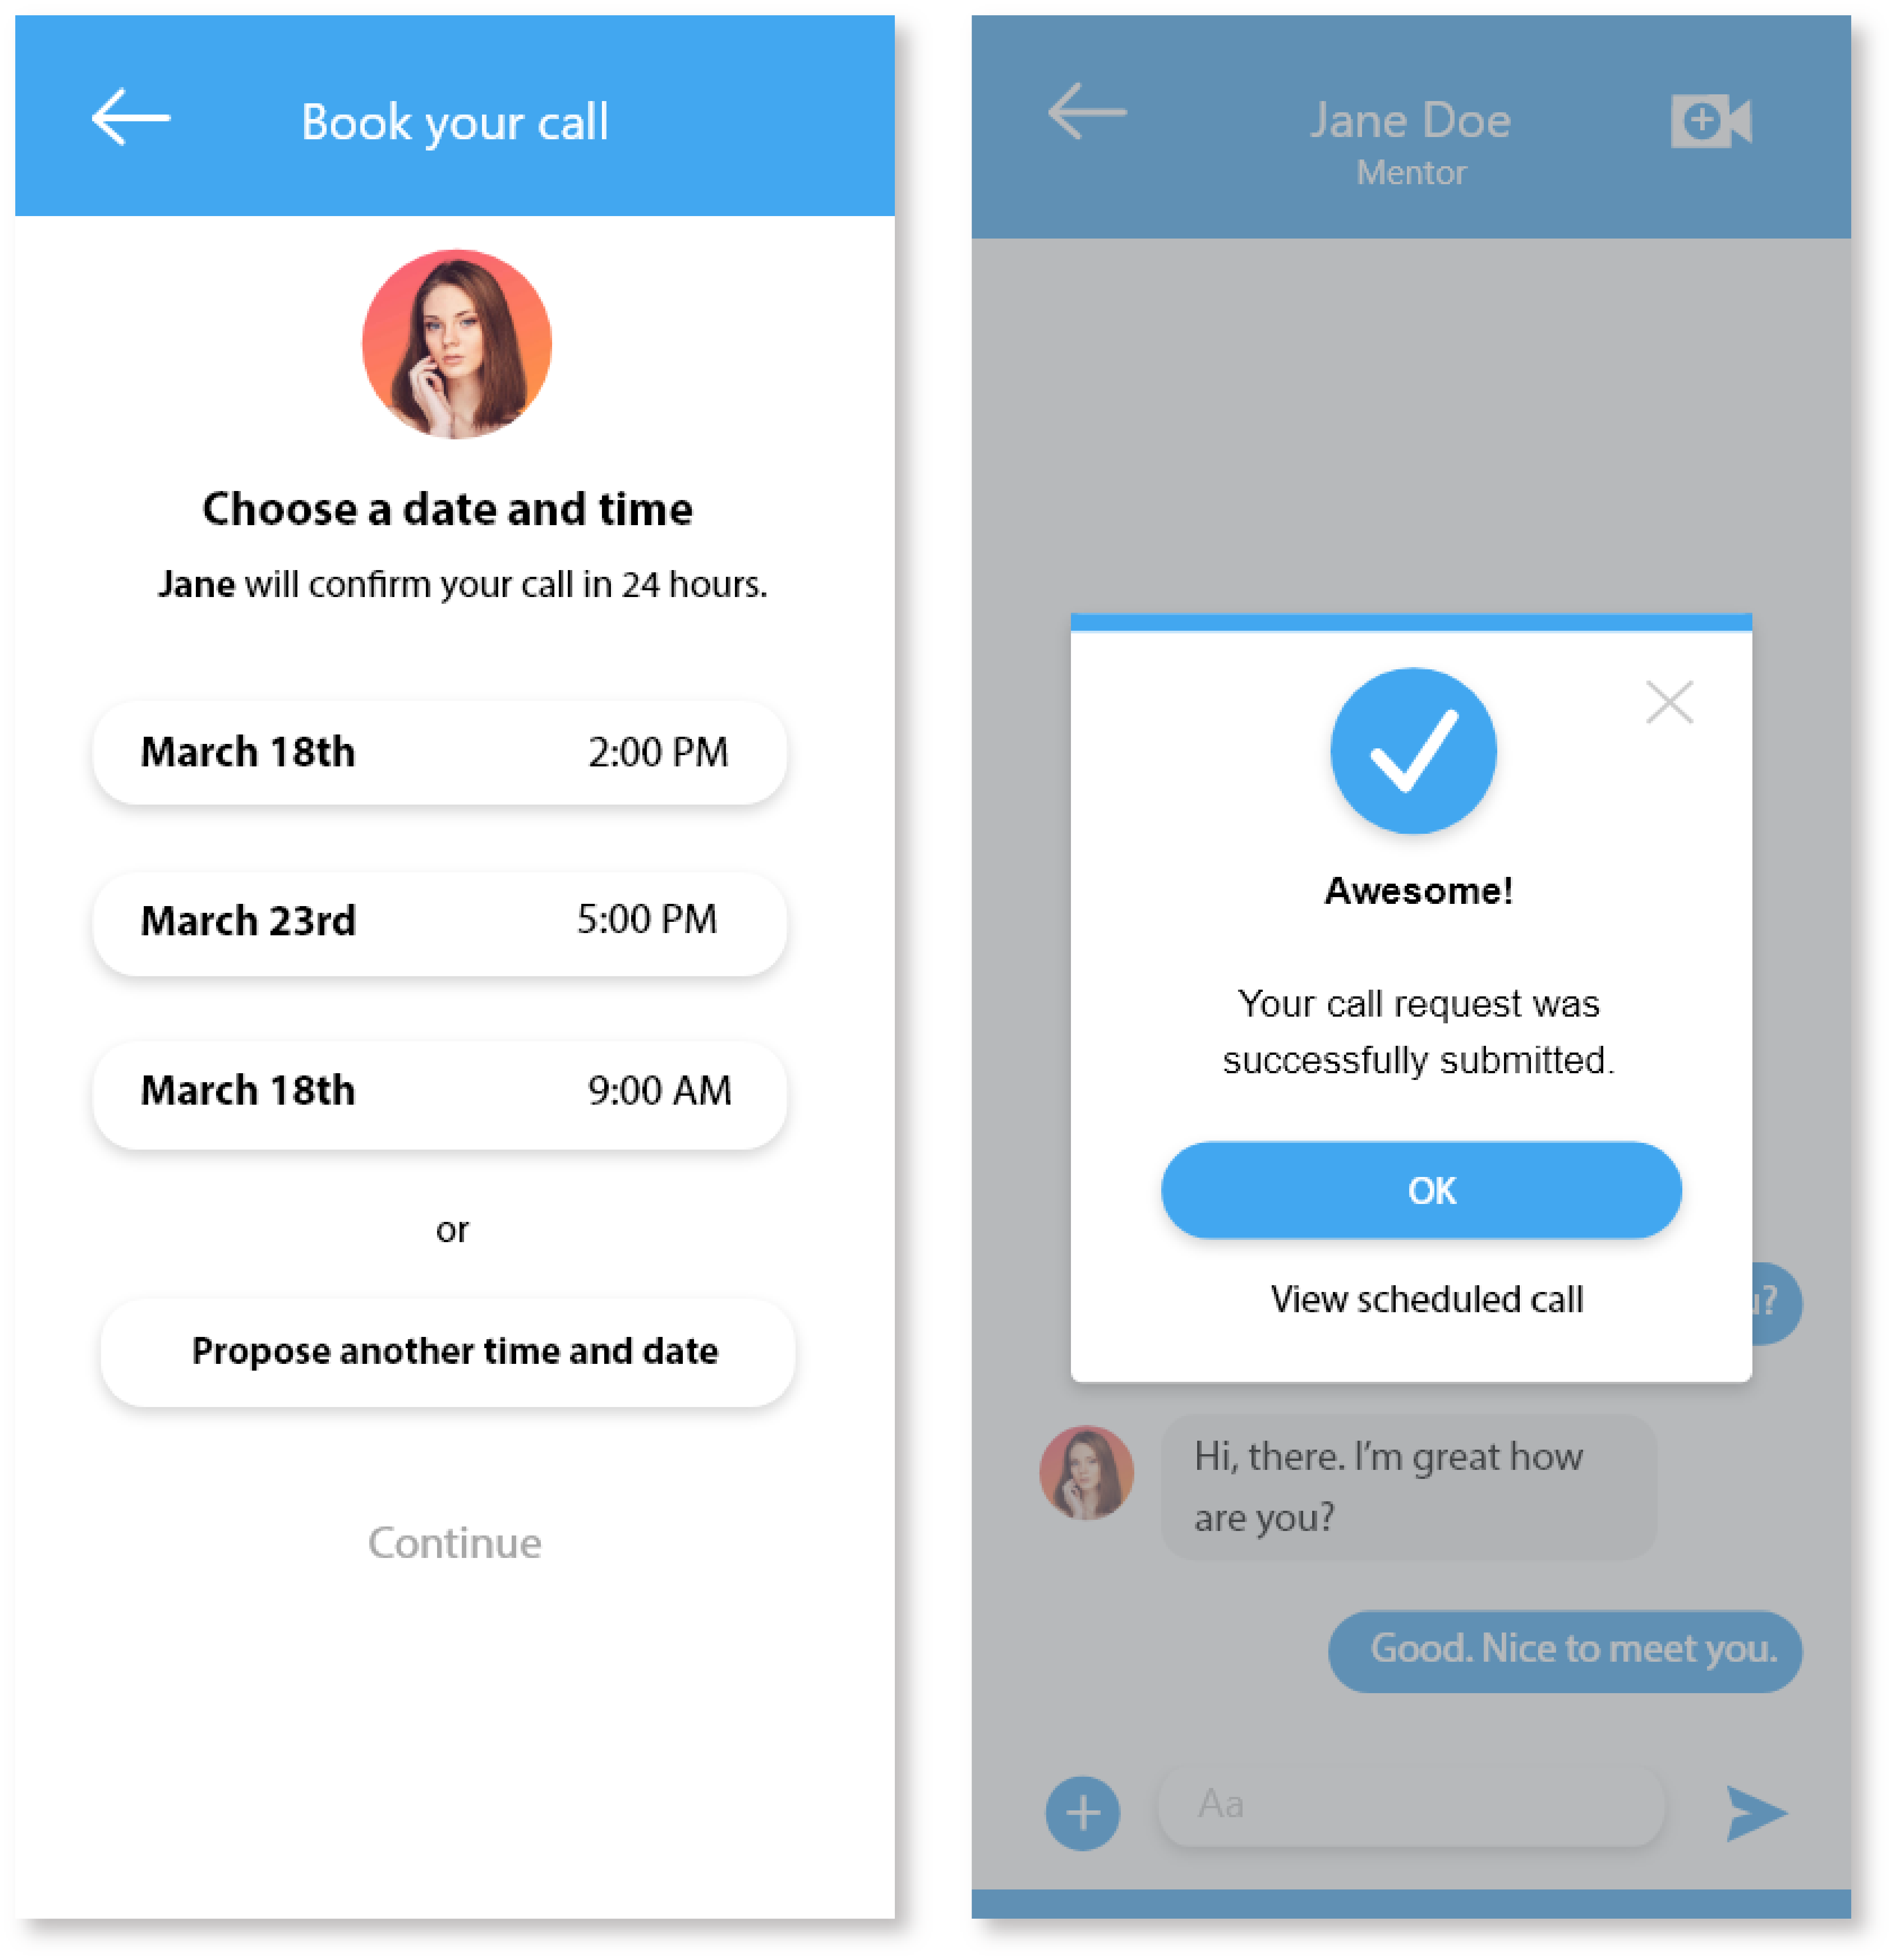 Book your call
Choose a date and time
Jane will confirm your call in 24 hours.
March 18th 2:00 PM
March 23rd 5:00 PM
March 18th 9:00 AM
or
Propose another time and date
Continue
Jane Doe
Mentor
Awesome!
Your call request was
successfully submitted.
OK
View scheduled call
Hi, there. I’m great how
are you?
Good. Nice to meet you.
Aa